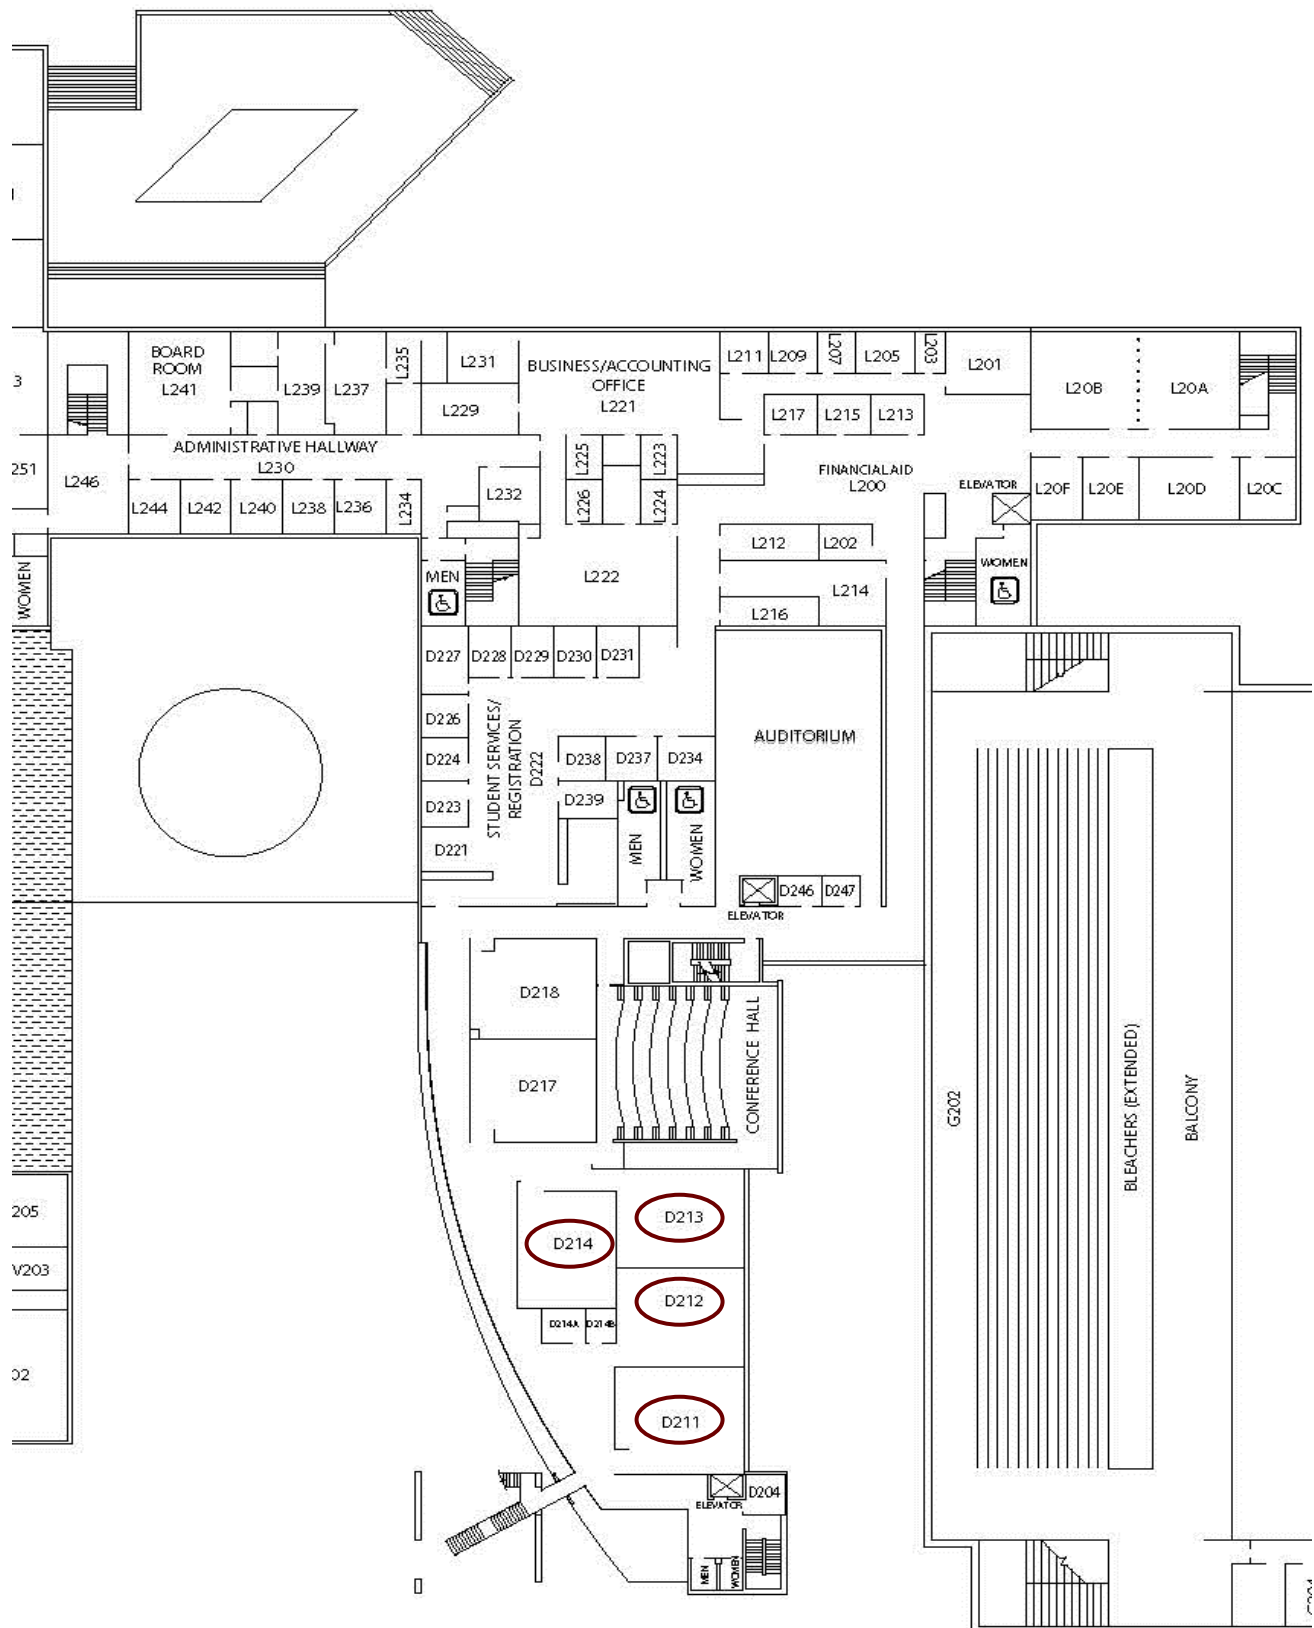 BOARD
ROOM
L241
L239
L237
L235
L231
L229
BUSINESS/ACCOUNTING
OFFICE
L221
L211
L209
L207
L205
L203
L201
L20B
L20A
L217
L215
L213
3
251
L246
ADMINISTRATIVE HALLWAY
L230
L225
L223
L232
L226
L224
FINANCIAL AID
L200
ELEVATOR
L20F
L20E
L20D
L20C
L244
L242
L240
L238
L236
L234
WOMEN
MEN
L222
L212
L202
L214
L216
WOMEN
D227
D228
D229
D230
D231
D226
D224
D223
D221
STUDENT SERVICES/
REGISTRATION
D222
D238
D237
D234
D239
MEN
WOMEN
AUDITORIUM
D246
D247
ELEVATOR
D218
D217
CONFERENCE HALL
G202
BLEACHERS (EXTENDED)
BALCONY
205
V203
02
D213
D214
D212
D214A
D214B
D211
ELEVATOR
D204
MEN
WOMEN